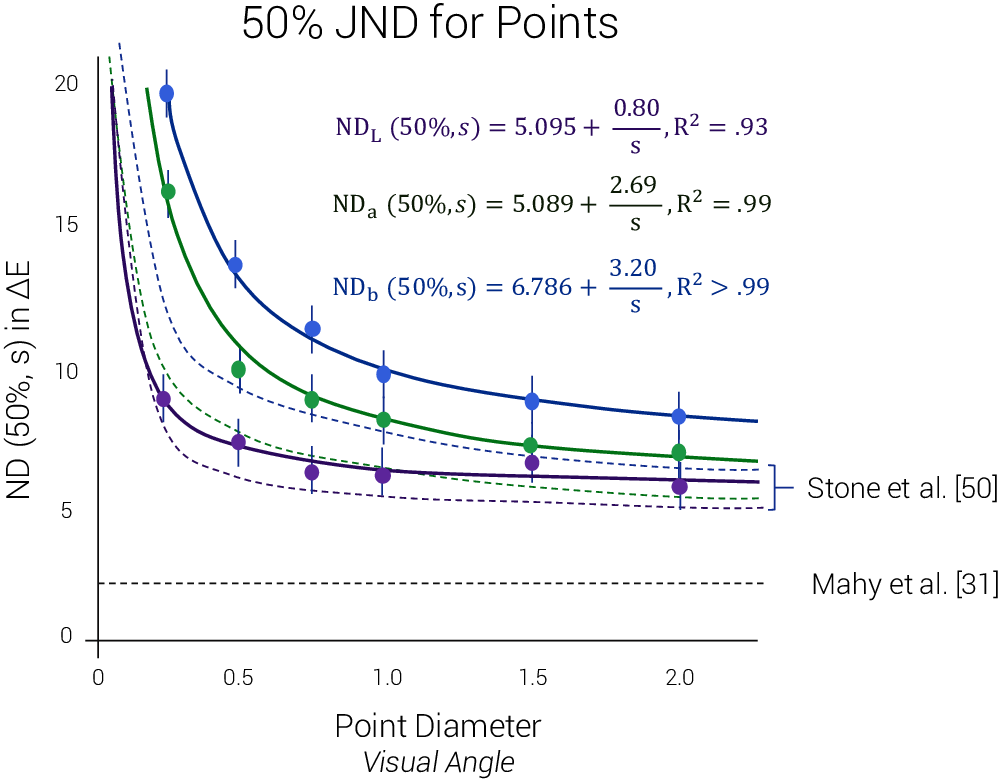 50% JND for Points
20
15
10
5
0
ND (50%, s) in ΔE
ND_L (50%,s) = 5.095 + 0.80/s, R² = .93
ND_a (50%,s) = 5.089 + 2.69/s, R² = .99
ND_b (50%,s) = 6.786 + 3.20/s, R² > .99
Stone et al. [50]
Mahy et al. [31]
0 0.5 1.0 1.5 2.0
Point Diameter
Visual Angle